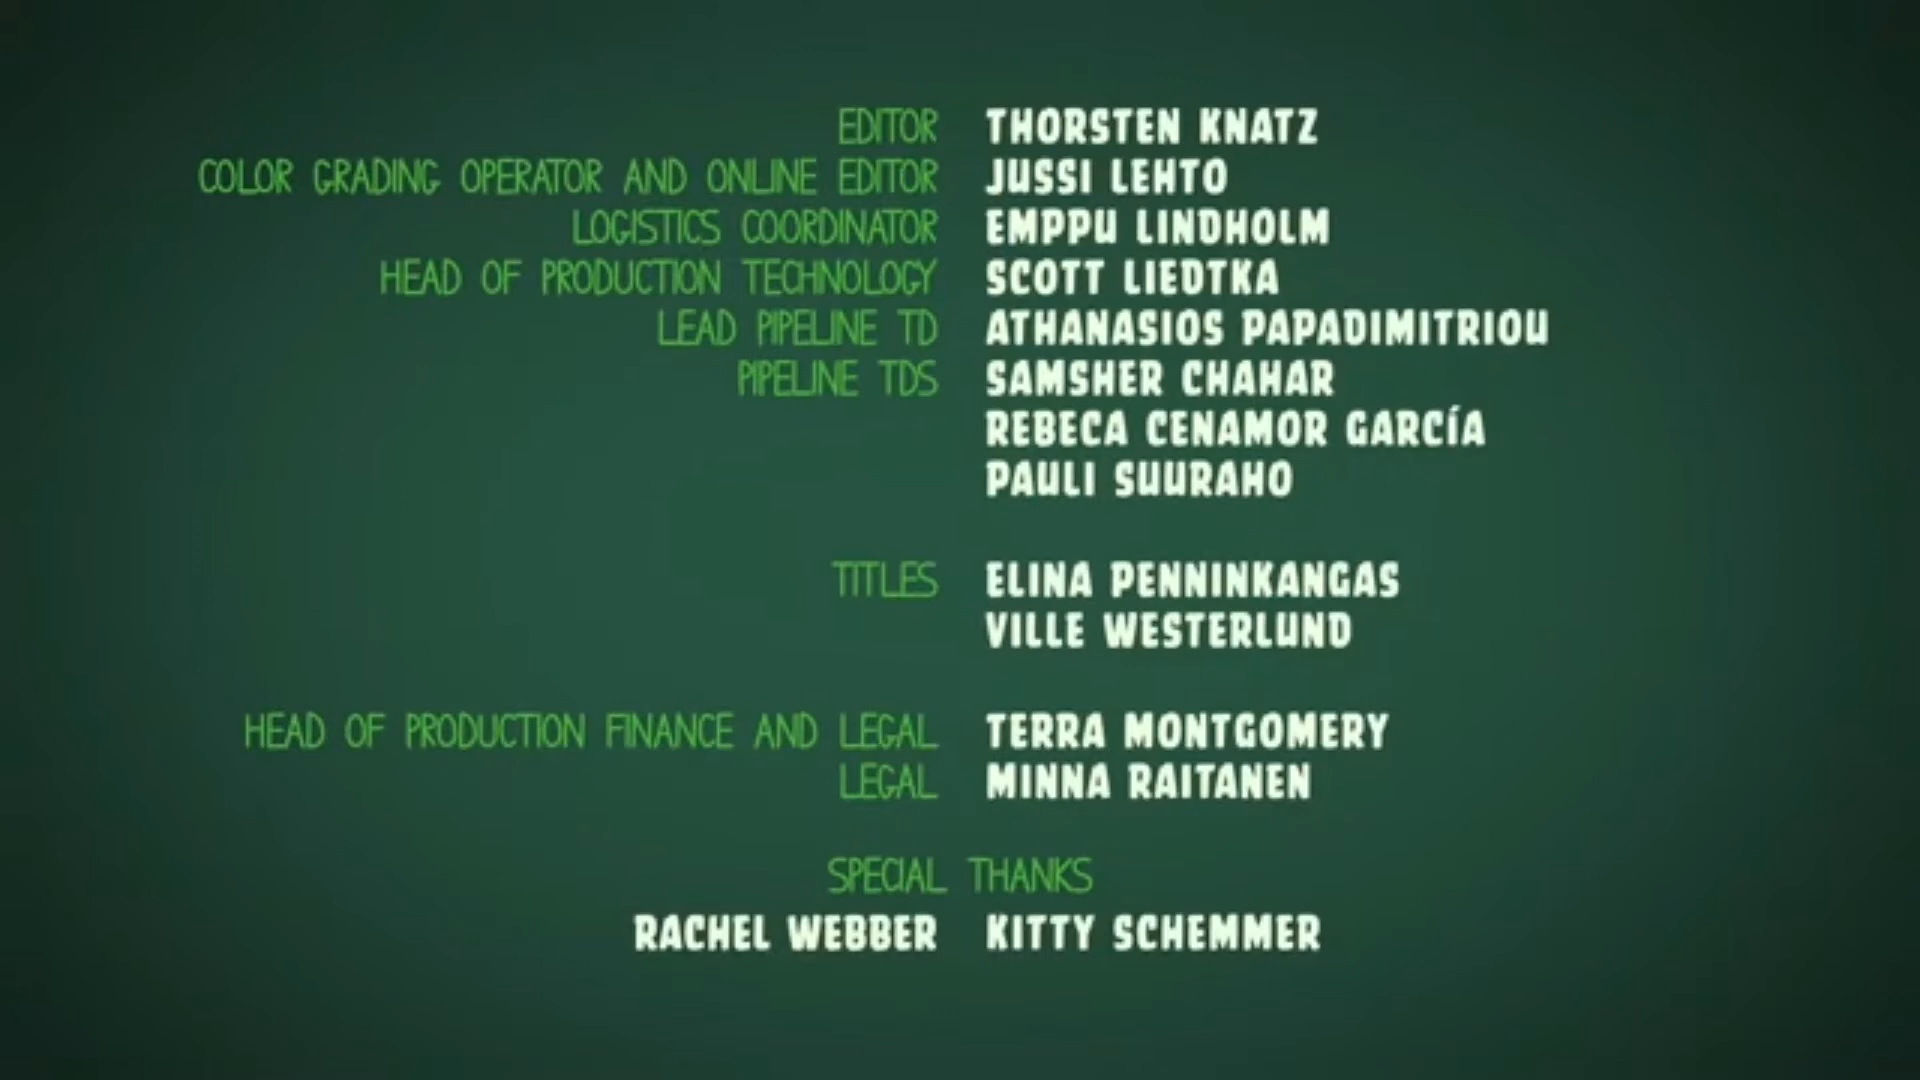 EDITOR THORSTEN KNATZ
COLOR GRADING OPERATOR AND ONLINE EDITOR JUSSI LEHTO
LOGISTICS COORDINATOR EMPPU LINDHOLM
HEAD OF PRODUCTION TECHNOLOGY SCOTT LIEDTKA
LEAD PIPELINE TD ATHANASIOS PAPADIMITRIOU
PIPELINE TDS SAMSHER CHAHAR
REBECA CENAMOR GARCÍA
PAULI SUURAHO
TITLES ELINA PENNINKANGAS
VILLE WESTERLUND
HEAD OF PRODUCTION FINANCE AND LEGAL TERRA MONTGOMERY
LEGAL MINNA RAITANEN
SPECIAL THANKS
RACHEL WEBBER KITTY SCHEMMER